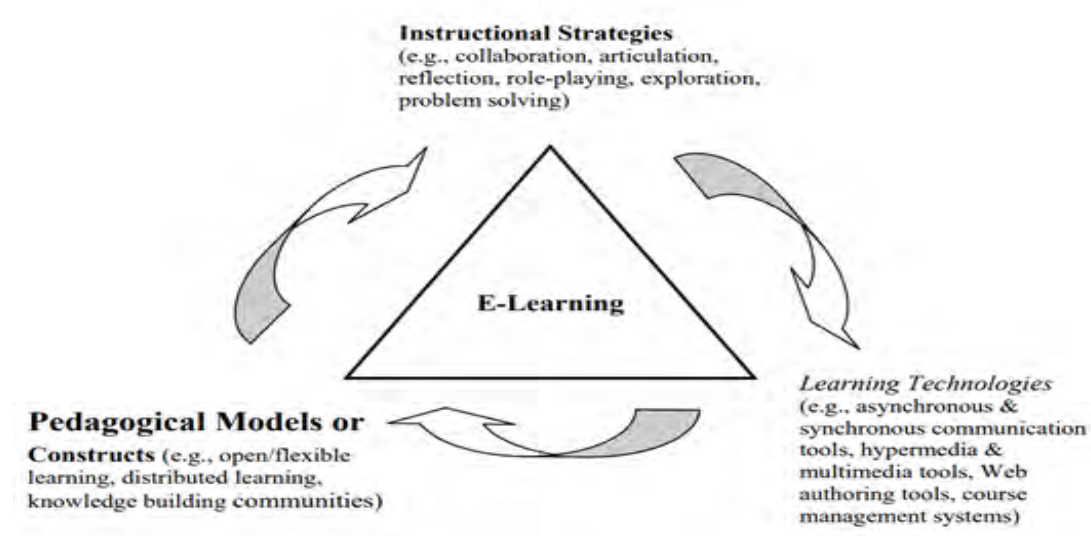 Instructional Strategies
(e.g., collaboration, articulation,
reflection, role-playing, exploration,
problem solving)
E-Learning
Pedagogical Models or
Constructs (e.g., open/flexible
learning, distributed learning,
knowledge building communities)
Learning Technologies
(e.g., asynchronous &
synchronous communication
tools, hypermedia &
multimedia tools, Web
authoring tools, course
management systems)